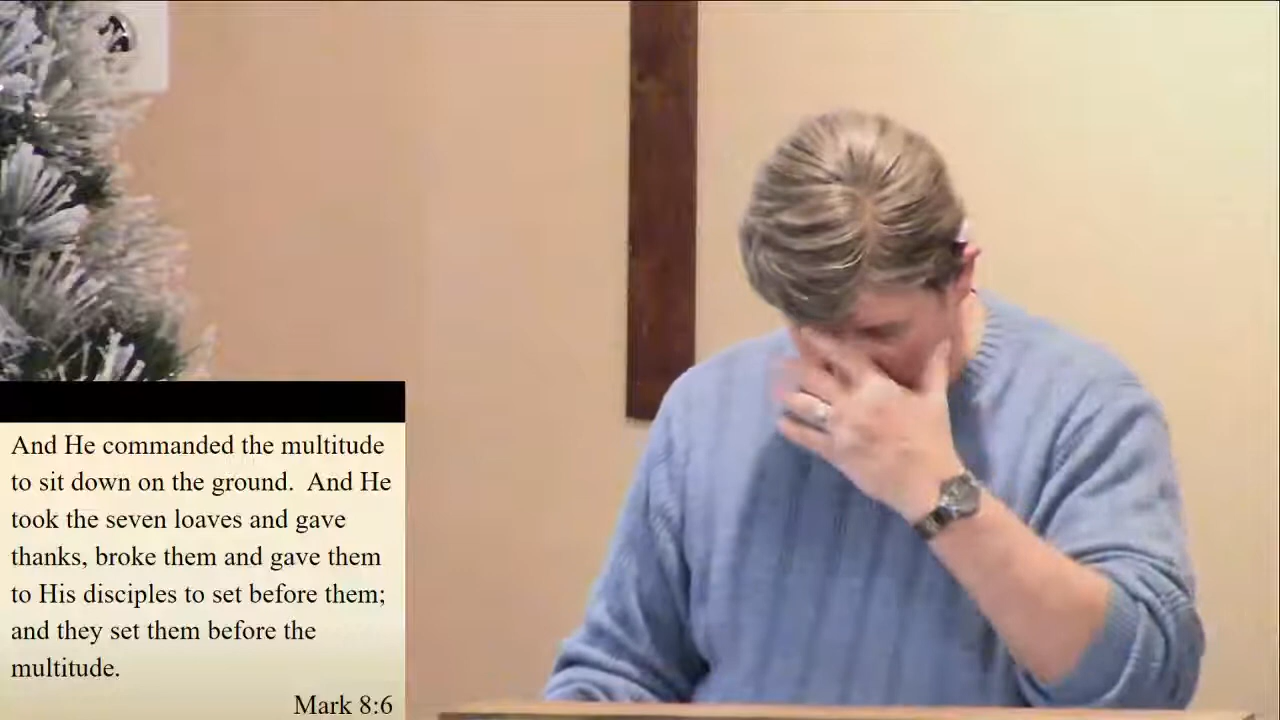 And He commanded the multitude
to sit down on the ground.  And He
took the seven loaves and gave
thanks, broke them and gave them
to His disciples to set before them;
and they set them before the
multitude.
Mark 8:6